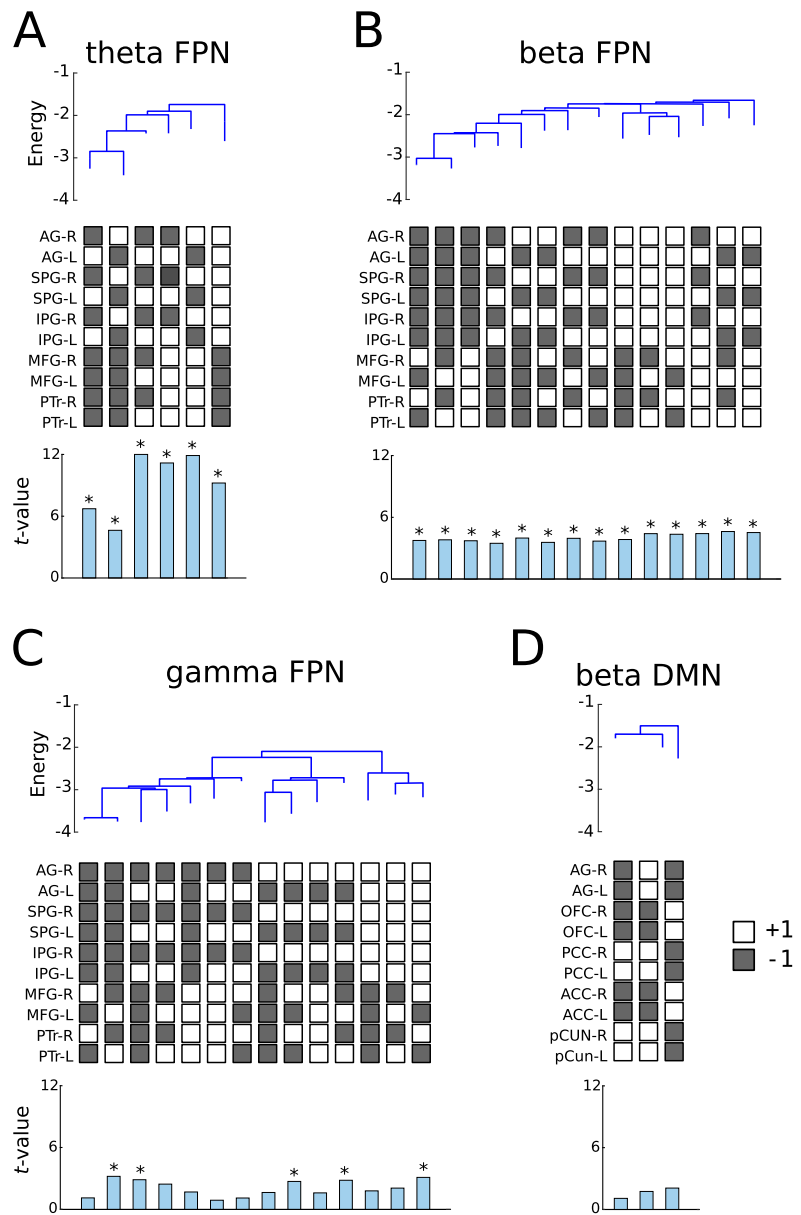 A
theta FPN
B
beta FPN
Energy
-1
-2
-3
-4
-1
-2
-3
-4
AG-R
AG-L
SPG-R
SPG-L
IPG-R
IPG-L
MFG-R
MFG-L
PTr-R
PTr-L
AG-R
AG-L
SPG-R
SPG-L
IPG-R
IPG-L
MFG-R
MFG-L
PTr-R
PTr-L
t-value
12
6
0
* * * * * *
12
6
0
* * * * * * * * * * * * * *
C
gamma FPN
D
beta DMN
Energy
-1
-2
-3
-4
-1
-2
-3
-4
AG-R
AG-L
SPG-R
SPG-L
IPG-R
IPG-L
MFG-R
MFG-L
PTr-R
PTr-L
AG-R
AG-L
OFC-R
OFC-L
PCC-R
PCC-L
ACC-R
ACC-L
pCUN-R
pCun-L
+1
-1
t-value
12
6
0
* * * * *
12
6
0